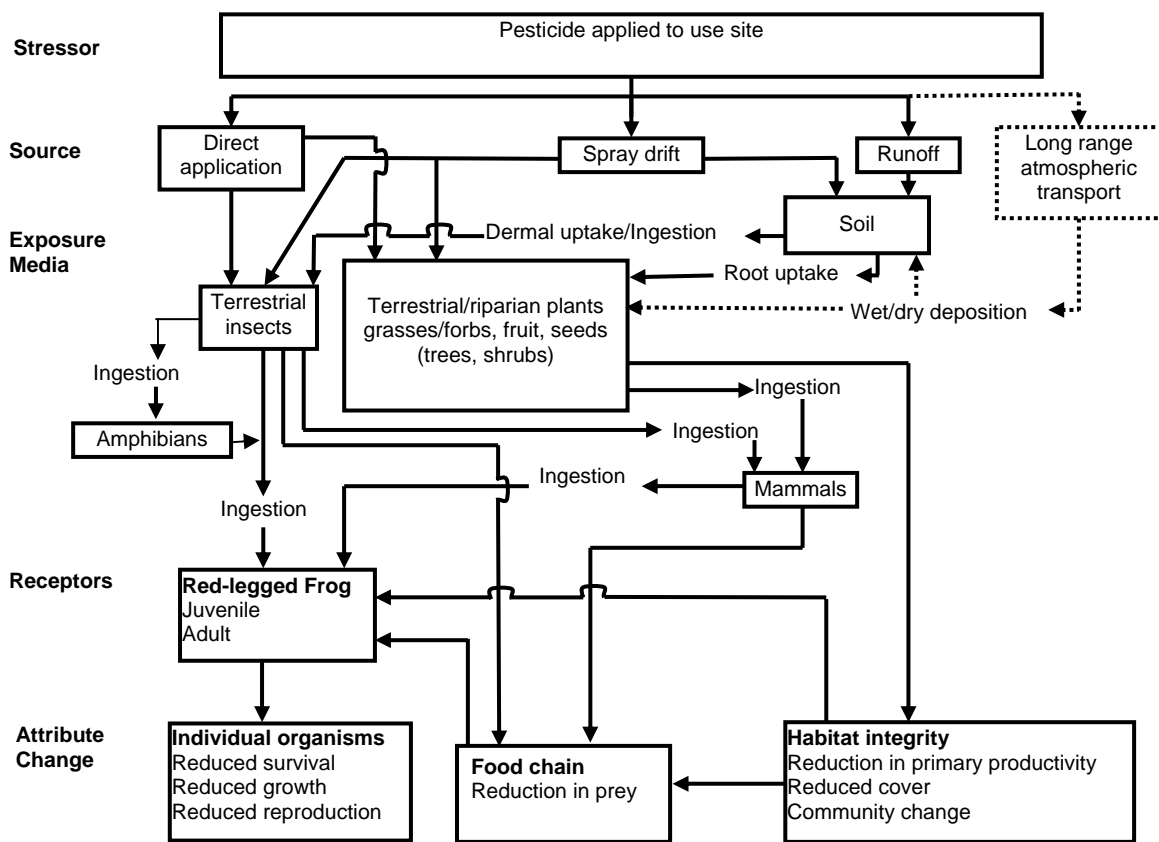 Pesticide applied to use site
Stressor
Direct
application
Source
Spray drift
Runoff
Long range
atmospheric
transport
Exposure
Media
Dermal uptake/Ingestion
Soil
Root uptake
Terrestrial
insects
Terrestrial/riparian plants
grasses/forbs, fruit, seeds
(trees, shrubs)
Wet/dry deposition
Ingestion
Ingestion
Amphibians
Ingestion
Ingestion
Mammals
Ingestion
Receptors
Red-legged Frog
Juvenile
Adult
Attribute
Change
Individual organisms
Reduced survival
Reduced growth
Reduced reproduction
Food chain
Reduction in prey
Habitat integrity
Reduction in primary productivity
Reduced cover
Community change